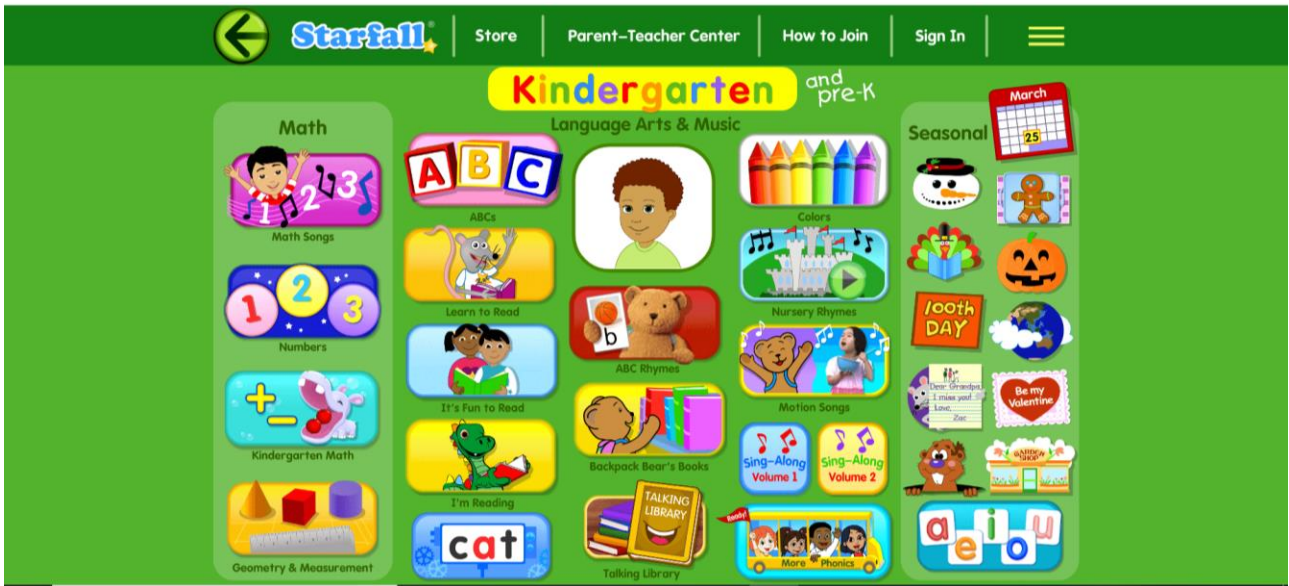 Starfall
Store
Parent-Teacher Center
How to Join
Sign In
Kindergarten
and
pre-K
Math
1 2 3
Math Songs
1 2 3
Numbers
+
–
Kindergarten Math
Geometry & Measurement
Language Arts & Music
A B C
ABCs
Learn to Read
It's Fun to Read
I'm Reading
cat
b
ABC Rhymes
Backpack Bear's Books
TALKING
LIBRARY
Talking Library
Colors
Nursery Rhymes
Motion Songs
Sing-Along
Volume 1
Sing-Along
Volume 2
Ready!
More Phonics
Seasonal
March
25
100th
DAY
Dear Grandpa,
I miss you!
Love,
Zac
Be my
Valentine
GARDEN
SHOP
a e i o u